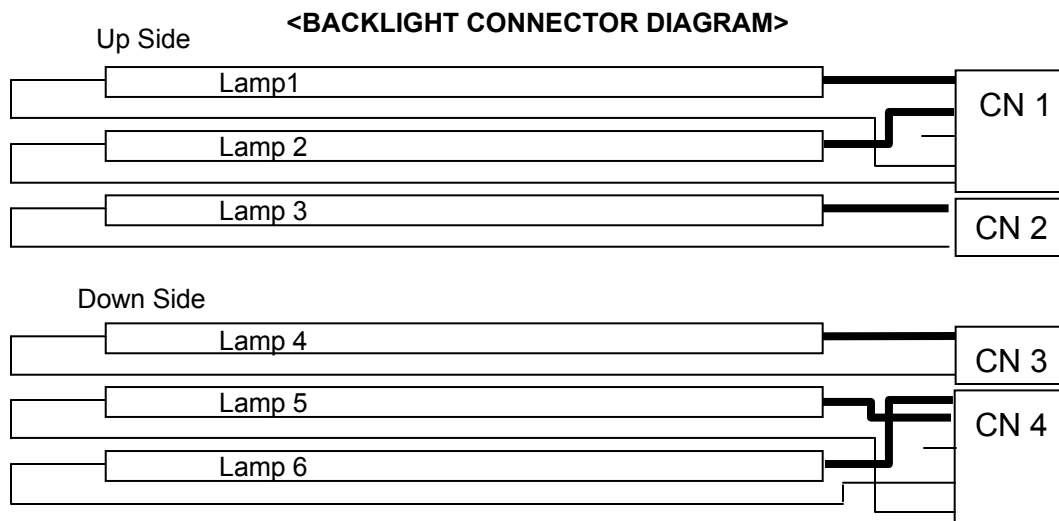 <BACKLIGHT CONNECTOR DIAGRAM>
Up Side
Lamp1
CN 1
Lamp 2
Lamp 3
CN 2
Down Side
Lamp 4
CN 3
Lamp 5
CN 4
Lamp 6